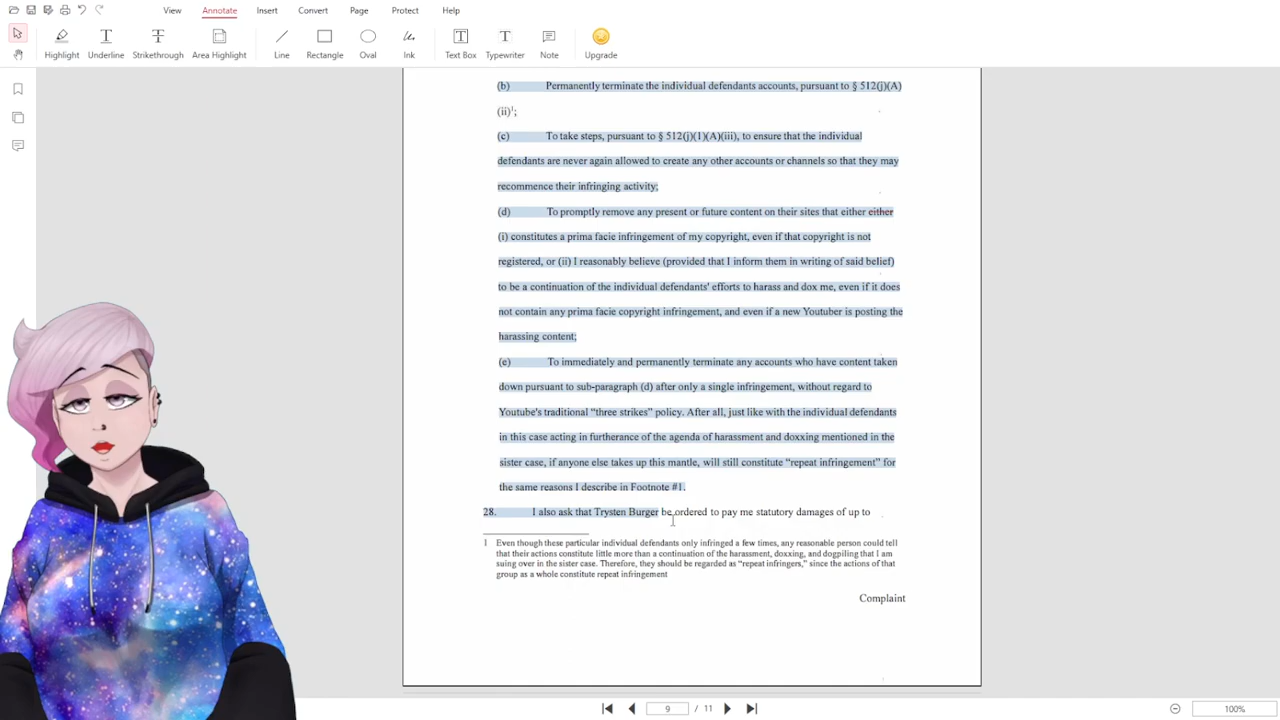 View Annotate Insert Convert Page Protect Help
Highlight Underline Strikethrough Area Highlight Line Rectangle Oval Ink Text Box Typewriter Note Upgrade
(b) Permanently terminate the individual defendants accounts, pursuant to § 512(j)(A)
(ii)¹;
(c) To take steps, pursuant to § 512(j)(1)(A)(iii), to ensure that the individual
defendants are never again allowed to create any other accounts or channels so that they may
recommence their infringing activity;
(d) To promptly remove any present or future content on their sites that either either
(i) constitutes a prima facie infringement of my copyright, even if that copyright is not
registered, or (ii) I reasonably believe (provided that I inform them in writing of said belief)
to be a continuation of the individual defendants' efforts to harass and dox me, even if it does
not contain any prima facie copyright infringement, and even if a new Youtuber is posting the
harassing content;
(e) To immediately and permanently terminate any accounts who have content taken
down pursuant to sub-paragraph (d) after only a single infringement, without regard to
Youtube's traditional “three strikes” policy. After all, just like with the individual defendants
in this case acting in furtherance of the agenda of harassment and doxxing mentioned in the
sister case, if anyone else takes up this mantle, will still constitute “repeat infringement” for
the same reasons I describe in Footnote #1.
28. I also ask that Trysten Burger be ordered to pay me statutory damages of up to
1 Even though these particular individual defendants only infringed a few times, any reasonable person could tell
that their actions constitute little more than a continuation of the harassment, doxxing, and dogpiling that I am
suing over in the sister case. Therefore, they should be regarded as “repeat infringers,” since the actions of that
group as a whole constitute repeat infringement
Complaint
9 / 11 100%